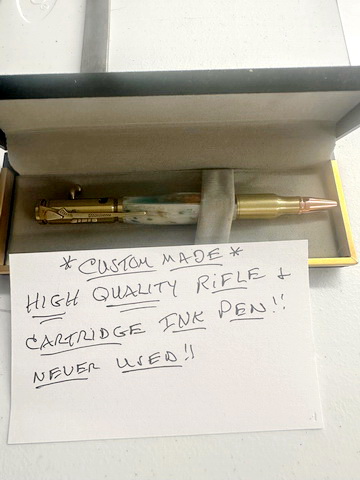 * CUSTOM MADE *
HIGH QUALITY RIFLE &
CARTRIDGE INK PEN!!
NEVER USED!!